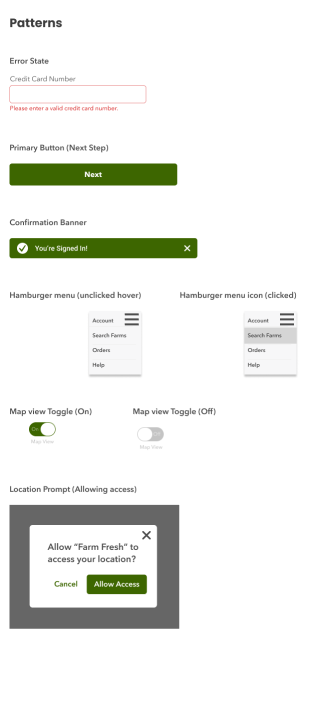 Patterns
Error State
Credit Card Number
Please enter a valid credit card number.
Primary Button (Next Step)
Next
Confirmation Banner
You're Signed In!
Hamburger menu (unclicked hover)
Hamburger menu icon (clicked)
Account
Search Farms
Orders
Help
Account
Search Farms
Orders
Help
Map view Toggle (On)
Map view Toggle (Off)
On
Map View
Off
Map View
Location Prompt (Allowing access)
Allow “Farm Fresh” to
access your location?
Cancel
Allow Access